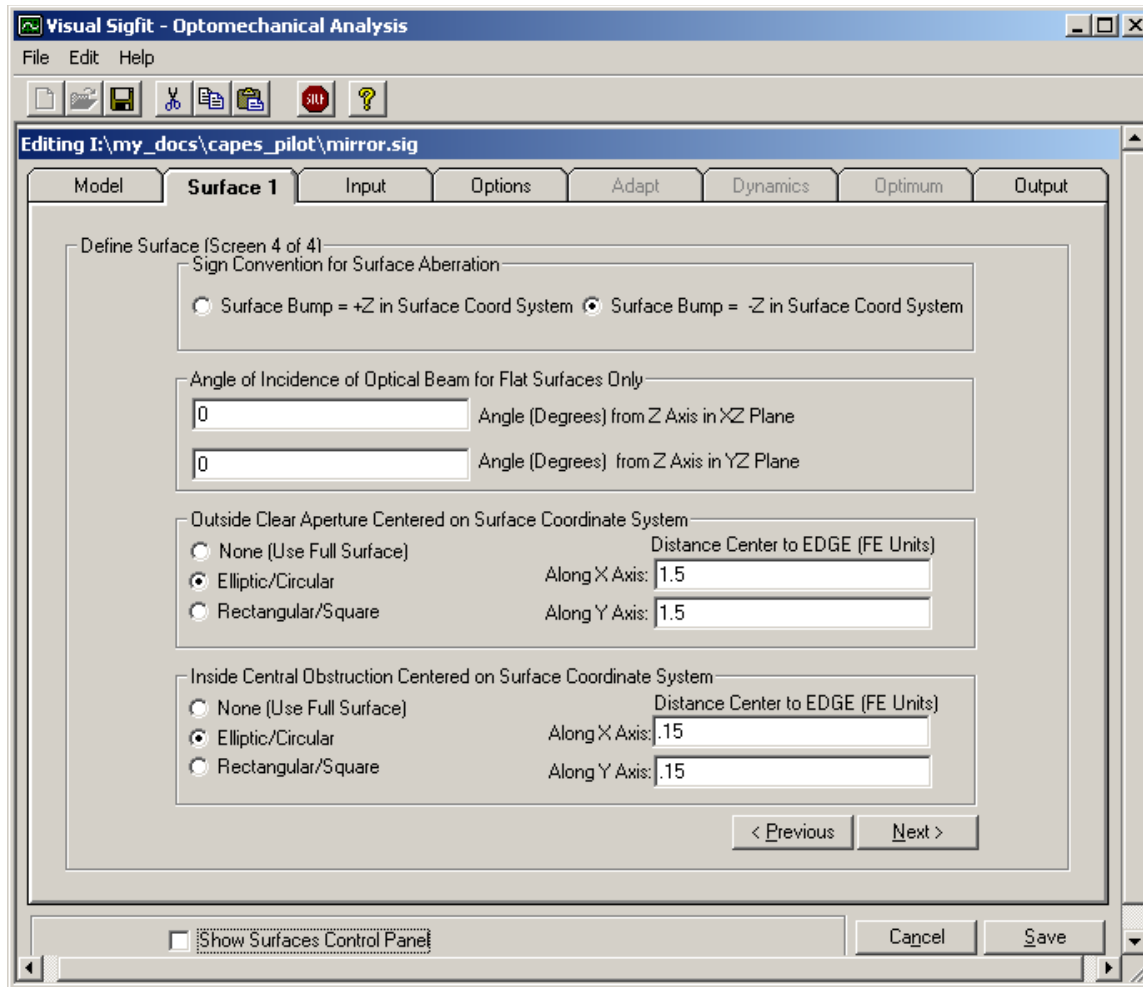 Visual Sigfit - Optomechanical Analysis
File Edit Help
Editing I:\my_docs\capes_pilot\mirror.sig
Model Surface 1 Input Options Adapt Dynamics Optimum Output
Define Surface (Screen 4 of 4)
Sign Convention for Surface Aberration
Surface Bump = +Z in Surface Coord System Surface Bump = -Z in Surface Coord System
Angle of Incidence of Optical Beam for Flat Surfaces Only
0 Angle (Degrees) from Z Axis in XZ Plane
0 Angle (Degrees) from Z Axis in YZ Plane
Outside Clear Aperture Centered on Surface Coordinate System
None (Use Full Surface) Distance Center to EDGE (FE Units)
Elliptic/Circular Along X Axis: 1.5
Rectangular/Square Along Y Axis: 1.5
Inside Central Obstruction Centered on Surface Coordinate System
None (Use Full Surface) Distance Center to EDGE (FE Units)
Elliptic/Circular Along X Axis: .15
Rectangular/Square Along Y Axis: .15
< Previous Next >
Show Surfaces Control Panel Cancel Save